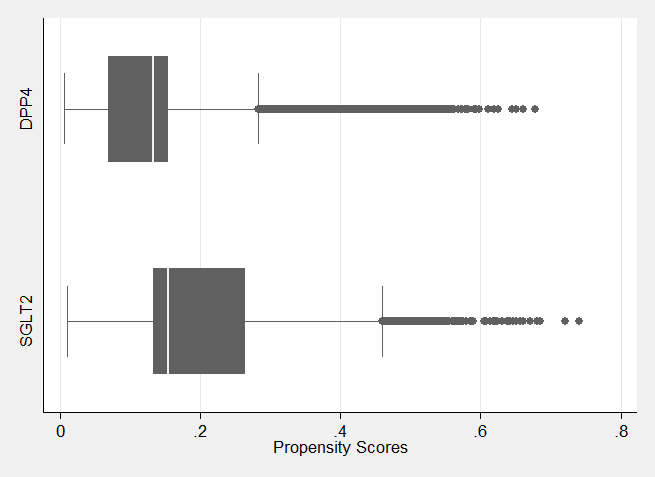 DPP4
SGLT2
0 .2 .4 .6 .8
Propensity Scores